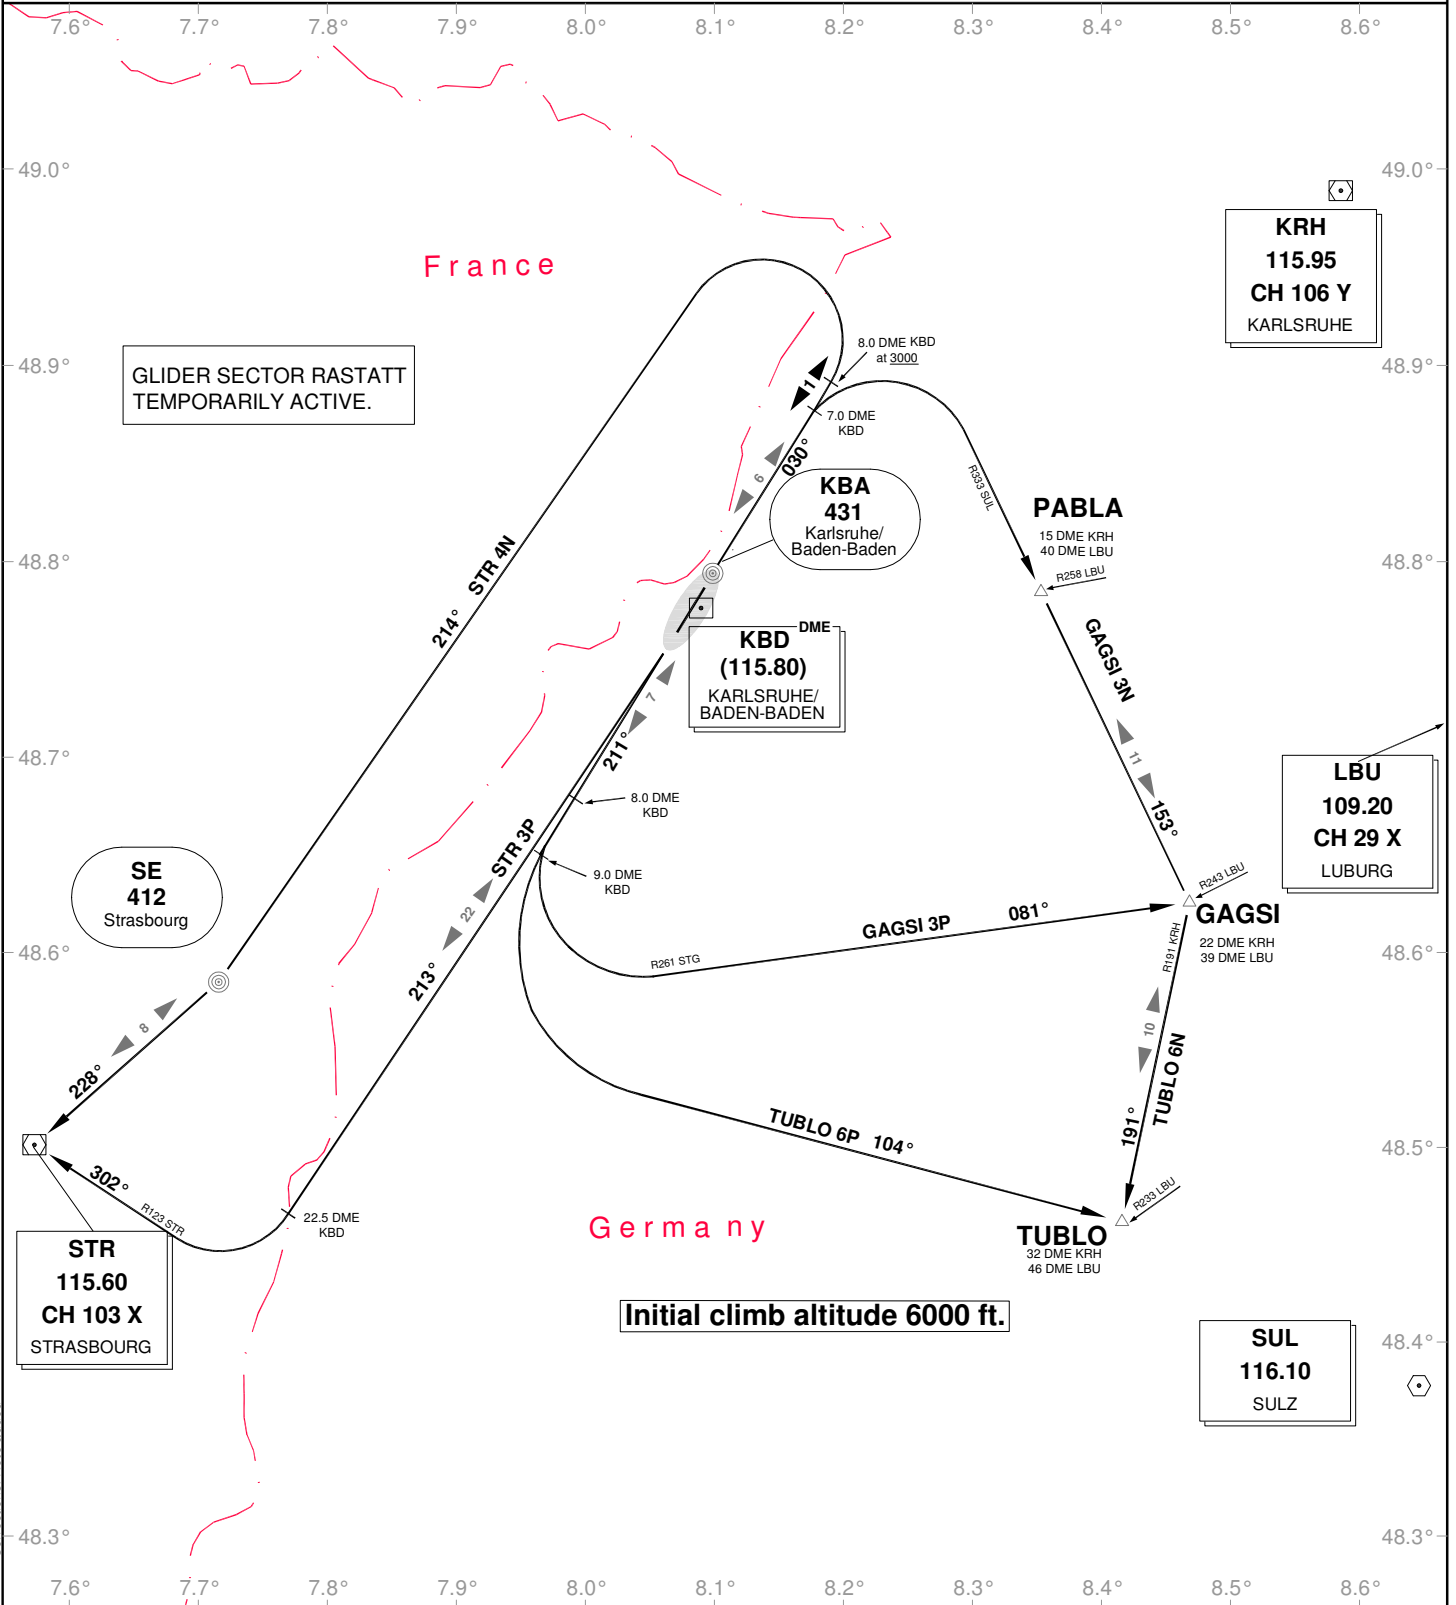 7.6° 7.7° 7.8° 7.9° 8.0° 8.1° 8.2° 8.3° 8.4° 8.5° 8.6°
49.0° 49.0°
KRH
115.95
CH 106 Y
KARLSRUHE
France
8.0 DME KBD
at 3000
48.9° 48.9°
GLIDER SECTOR RASTATT
TEMPORARILY ACTIVE.
1
7.0 DME
KBD
030°
6
KBA
431
Karlsruhe/
Baden-Baden
R333 SUL
PABLA
15 DME KRH
40 DME LBU
R258 LBU
48.8° 48.8°
STR 4N
214°
DME
KBD
(115.80)
KARLSRUHE/
BADEN-BADEN
GAGSI 3N
7
211°
11
153°
48.7° 48.7°
LBU
109.20
CH 29 X
LUBURG
8.0 DME
KBD
STR 3P
9.0 DME
KBD
SE
412
Strasbourg
22
213°
R243 LBU
GAGSI
22 DME KRH
39 DME LBU
GAGSI 3P 081°
R261 STG
R191 KRH
48.6° 48.6°
8
228°
10
TUBLO 6N
191°
TUBLO 6P 104°
48.5° 48.5°
302°
R123 STR
R233 LBU
22.5 DME
KBD
Germany
TUBLO
32 DME KRH
46 DME LBU
STR
115.60
CH 103 X
STRASBOURG
Initial climb altitude 6000 ft.
SUL
116.10
SULZ
48.4°
48.3° 48.3°
7.6° 7.7° 7.8° 7.9° 8.0° 8.1° 8.2° 8.3° 8.4° 8.5° 8.6°